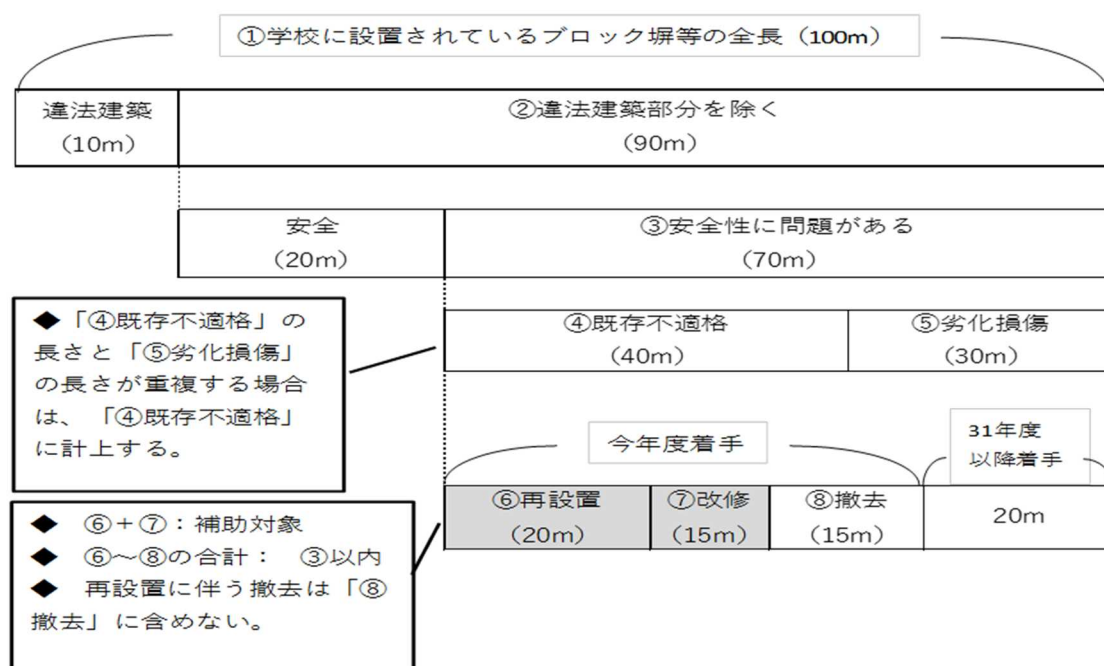 ①学校に設置されているブロック塀等の全長（100m）
違法建築
（10m）
②違法建築部分を除く
（90m）
安全
（20m）
③安全性に問題がある
（70m）
◆「④既存不適格」の
長さと「⑤劣化損傷」
の長さが重複する場合
は、「④既存不適格」
に計上する。
④既存不適格
（40m）
⑤劣化損傷
（30m）
今年度着手
31年度
以降着手
⑥再設置
（20m）
⑦改修
（15m）
⑧撤去
（15m）
20m
◆　⑥＋⑦：補助対象
◆　⑥～⑧の合計：　③以内
◆　再設置に伴う撤去は「⑧
撤去」に含めない。